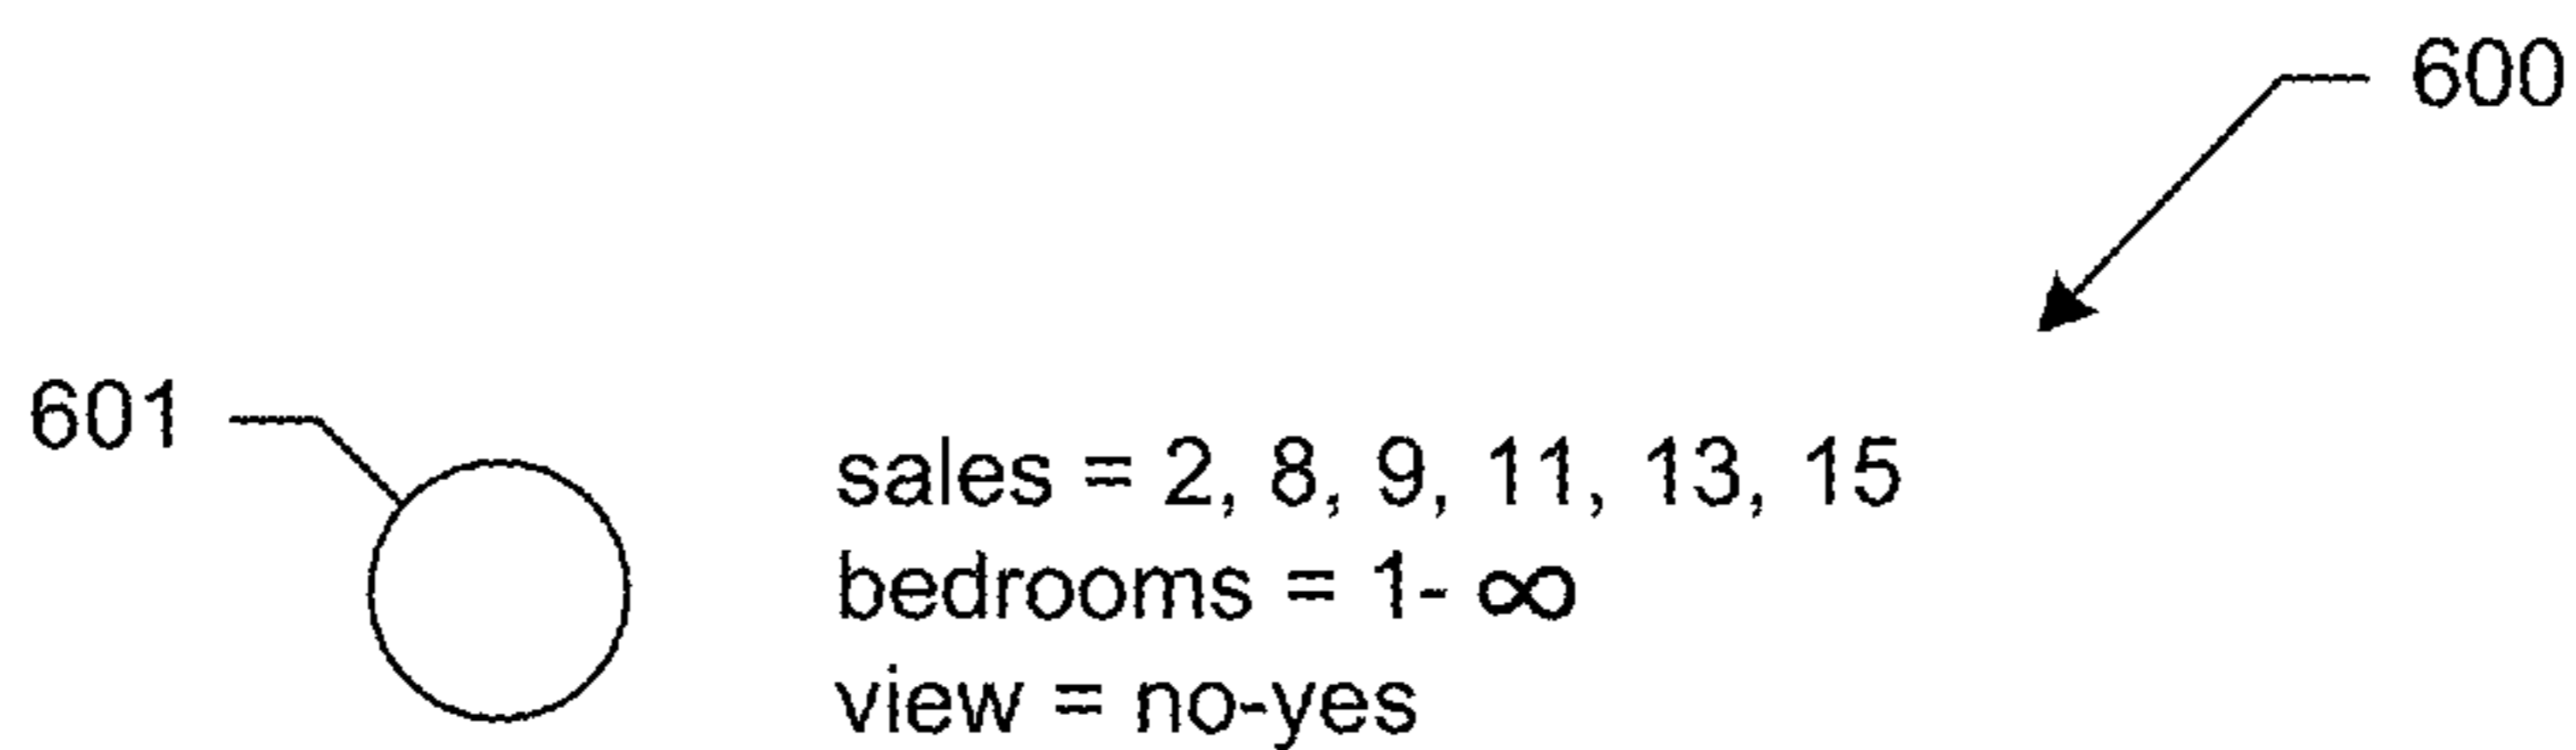 600
601
sales = 2, 8, 9, 11, 13, 15
bedrooms = 1- ∞
view = no-yes